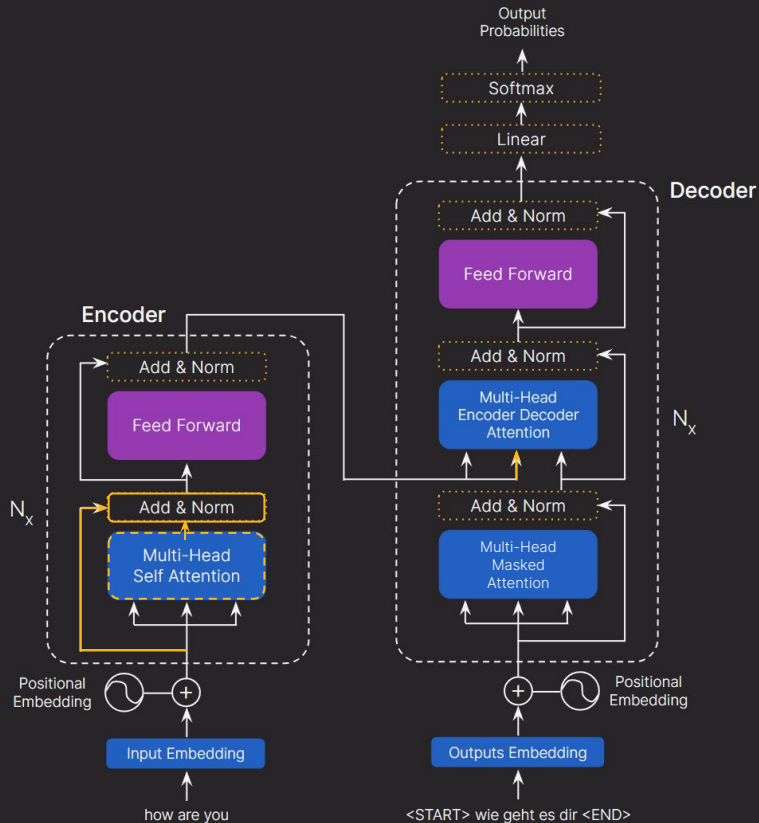 Output
Probabilities
Softmax
Linear
Decoder
Add & Norm
Feed Forward
Add & Norm
Multi-Head
Encoder Decoder
Attention
N_x
Add & Norm
Multi-Head
Masked
Attention
Positional
Embedding
+
Outputs Embedding
<START> wie geht es dir <END>
Encoder
Add & Norm
Feed Forward
Add & Norm
N_x
Multi-Head
Self Attention
Positional
Embedding
+
Input Embedding
how are you